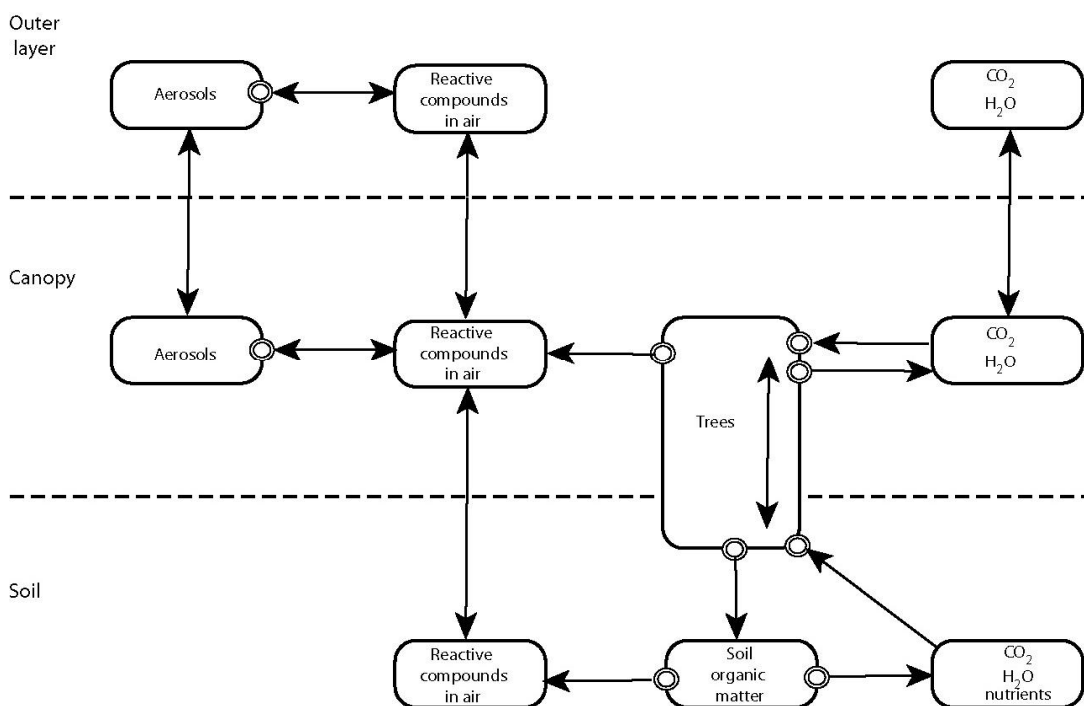 Outer
layer
Aerosols
Reactive
compounds
in air
CO2
H2O
Canopy
Aerosols
Reactive
compounds
in air
Trees
CO2
H2O
Soil
Reactive
compounds
in air
Soil
organic
matter
CO2
H2O
nutrients